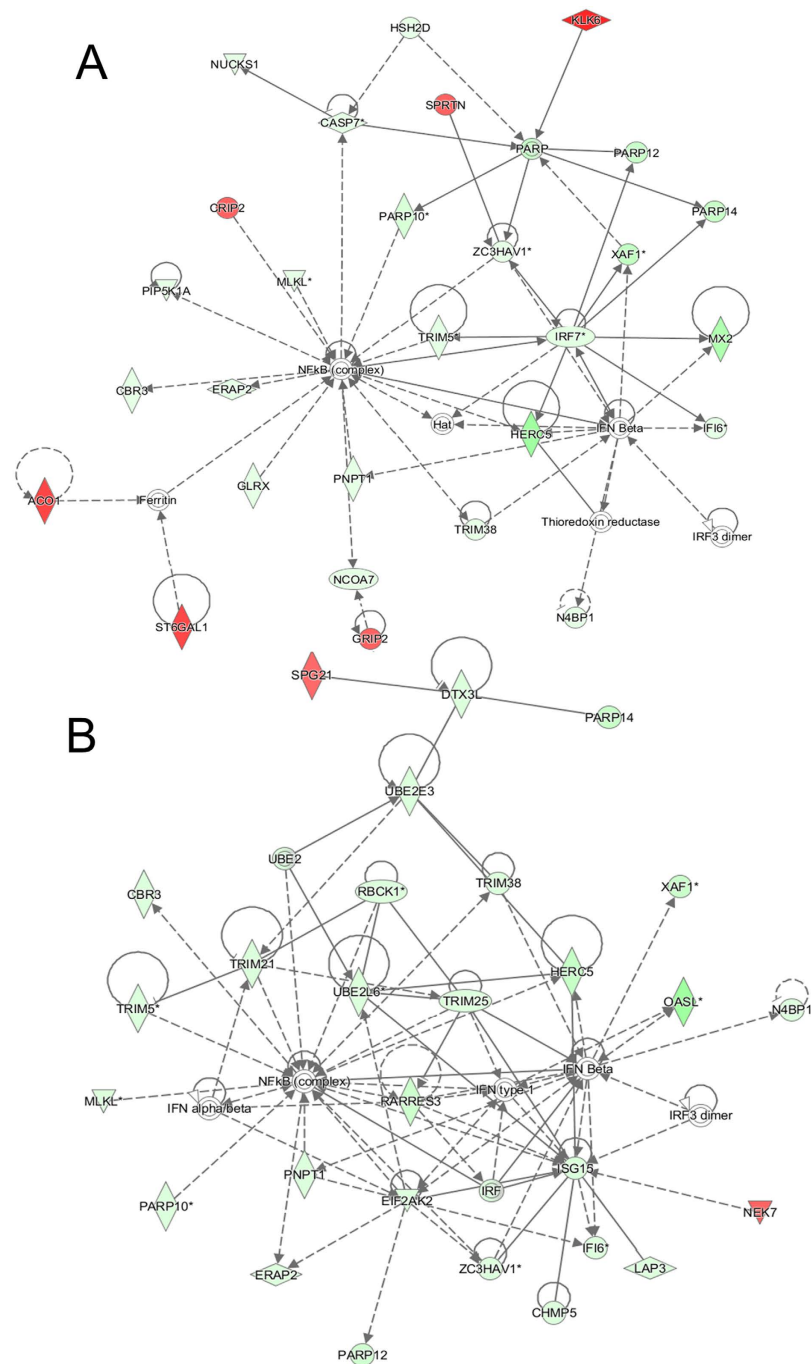 A
HSH2D
KLK6
NUCKS1
SPRTN
CASP7*
PARP
PARP12
CRIP2
PARP10*
PARP14
ZC3HAV1*
XAF1*
PIP5K1A
MLKL*
TRIM5*
IRF7*
MX2
NFkB (complex)
CBR3
ERAP2
Hat
HERC5
IFN Beta
IFI6*
ACO1
Ferritin
GLRX
PNPT1
TRIM38
Thioredoxin reductase
IRF3 dimer
NCOA7
N4BP1
ST6GAL1
GRIP2
B
SPG21
DTX3L
PARP14
UBE2E3
UBE2
CBR3
RBCK1*
TRIM38
XAF1*
TRIM21
HERC5
TRIM5*
UBE2L6*
TRIM25
OASL*
N4BP1
NFkB (complex)
IFN type 1
IFN Beta
MLKL*
IFN alpha/beta
RARRES3
IRF3 dimer
PNPT1
ISG15
PARP10*
EIF2AK2
IRF
NEK7
ERAP2
ZC3HAV1*
IFI6*
LAP3
CHMP5
PARP12